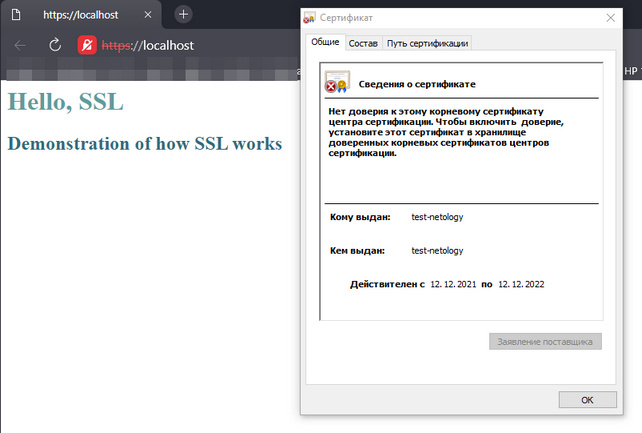 https://localhost
https://localhost
HP
Hello, SSL
Demonstration of how SSL works
Сертификат
Общие
Состав
Путь сертификации
Сведения о сертификате
Нет доверия к этому корневому сертификату
центра сертификации. Чтобы включить доверие,
установите этот сертификат в хранилище
доверенных корневых сертификатов центров
сертификации.
Кому выдан: test-netology
Кем выдан: test-netology
Действителен с 12.12.2021 по 12.12.2022
Заявление поставщика
ОК